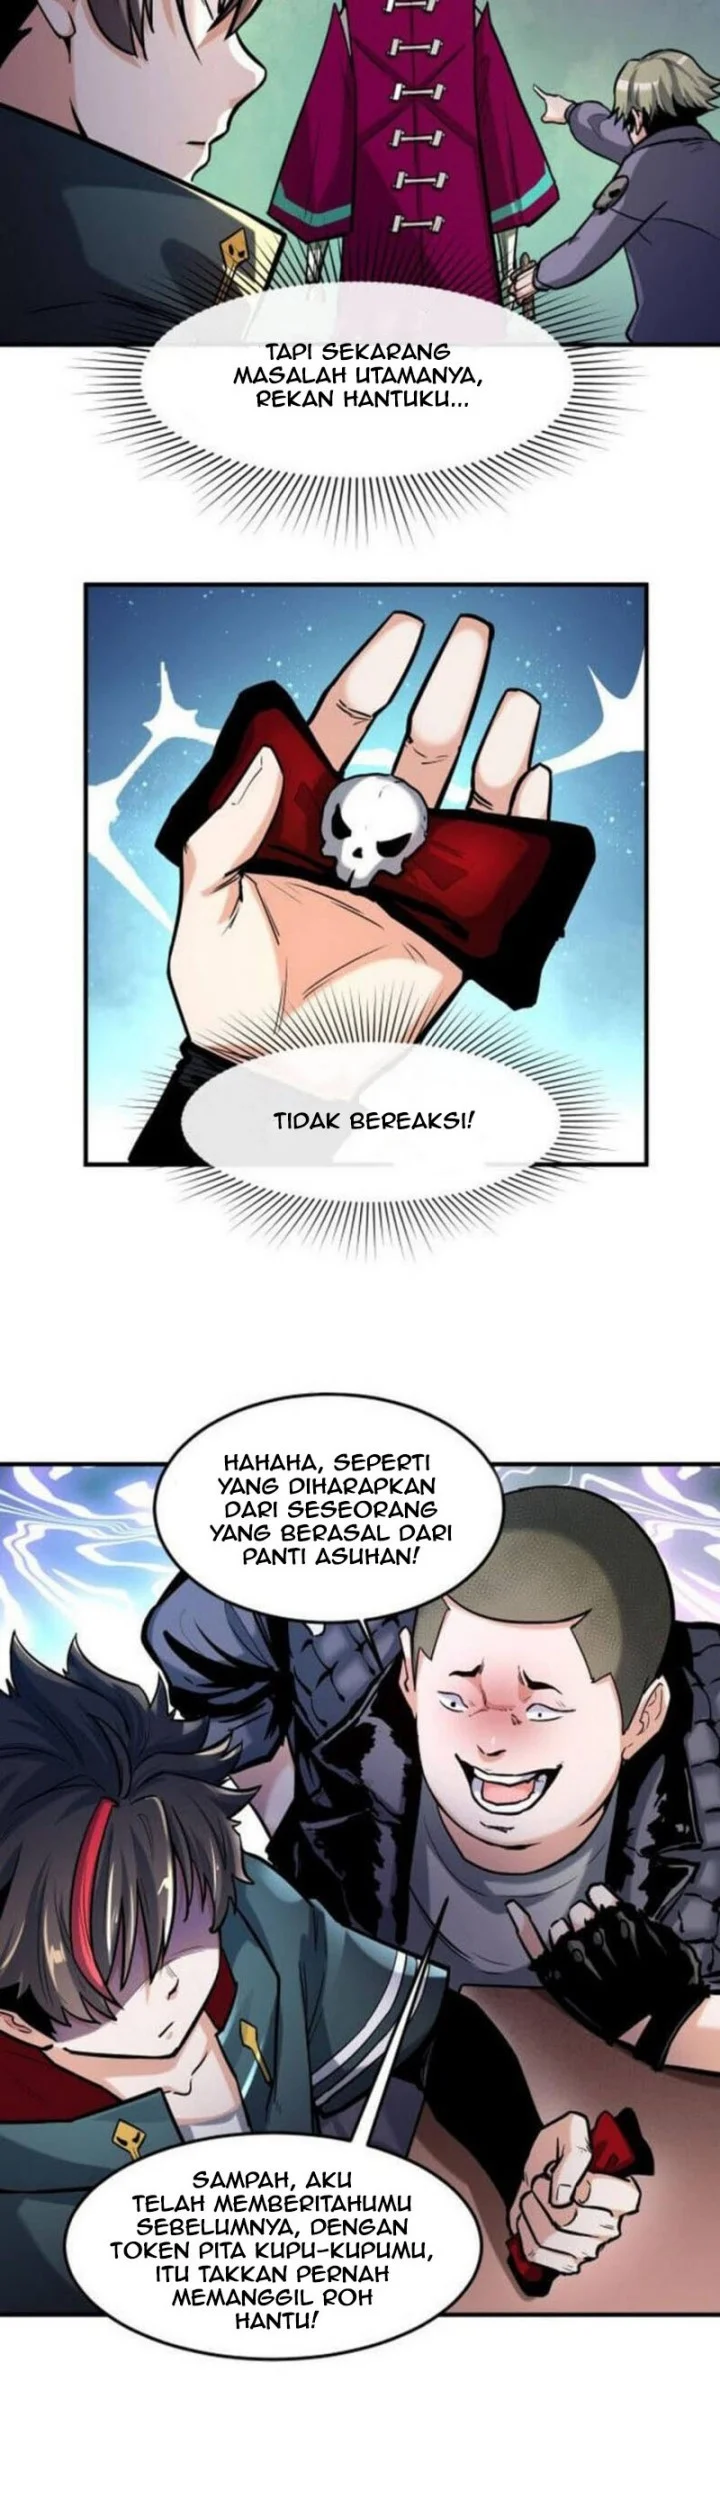 TAPI SEKARANG
MASALAH UTAMANYA,
REKAN HANTUKU...
TIDAK BEREAKSI!
HAHAHA, SEPERTI
YANG DIHARAPKAN
DARI SESEORANG
YANG BERASAL DARI
PANTI ASUHAN!
SAMPAH, AKU
TELAH MEMBERITAHUMU
SEBELUMNYA, DENGAN
TOKEN PITA KUPU-KUPUMU,
ITU TAKKAN PERNAH
MEMANGGIL ROH
HANTU!